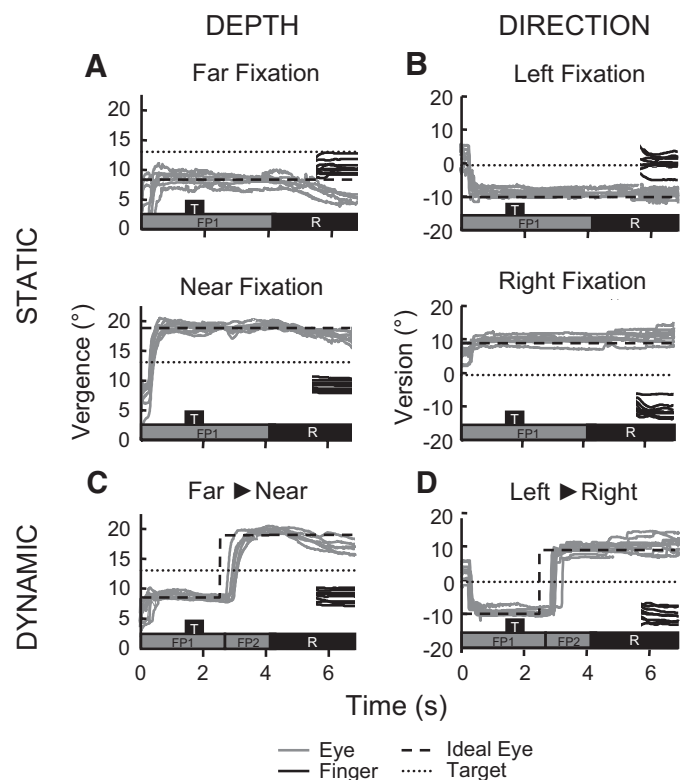 DEPTH DIRECTION
A B
Far Fixation Left Fixation
STATIC
20
15
10
5
0
T
FP1 R
20
10
0
-10
-20
T
FP1 R
Near Fixation Right Fixation
Vergence (°)
20
15
10
5
0
T
FP1 R
Version (°)
20
10
0
-10
-20
T
FP1 R
C D
Far ►Near Left ►Right
DYNAMIC
20
15
10
5
0
T
FP1 FP2 R
0 2 4 6
20
10
0
-10
-20
T
FP1 FP2 R
0 2 4 6
Time (s)
Eye Ideal Eye
Finger Target